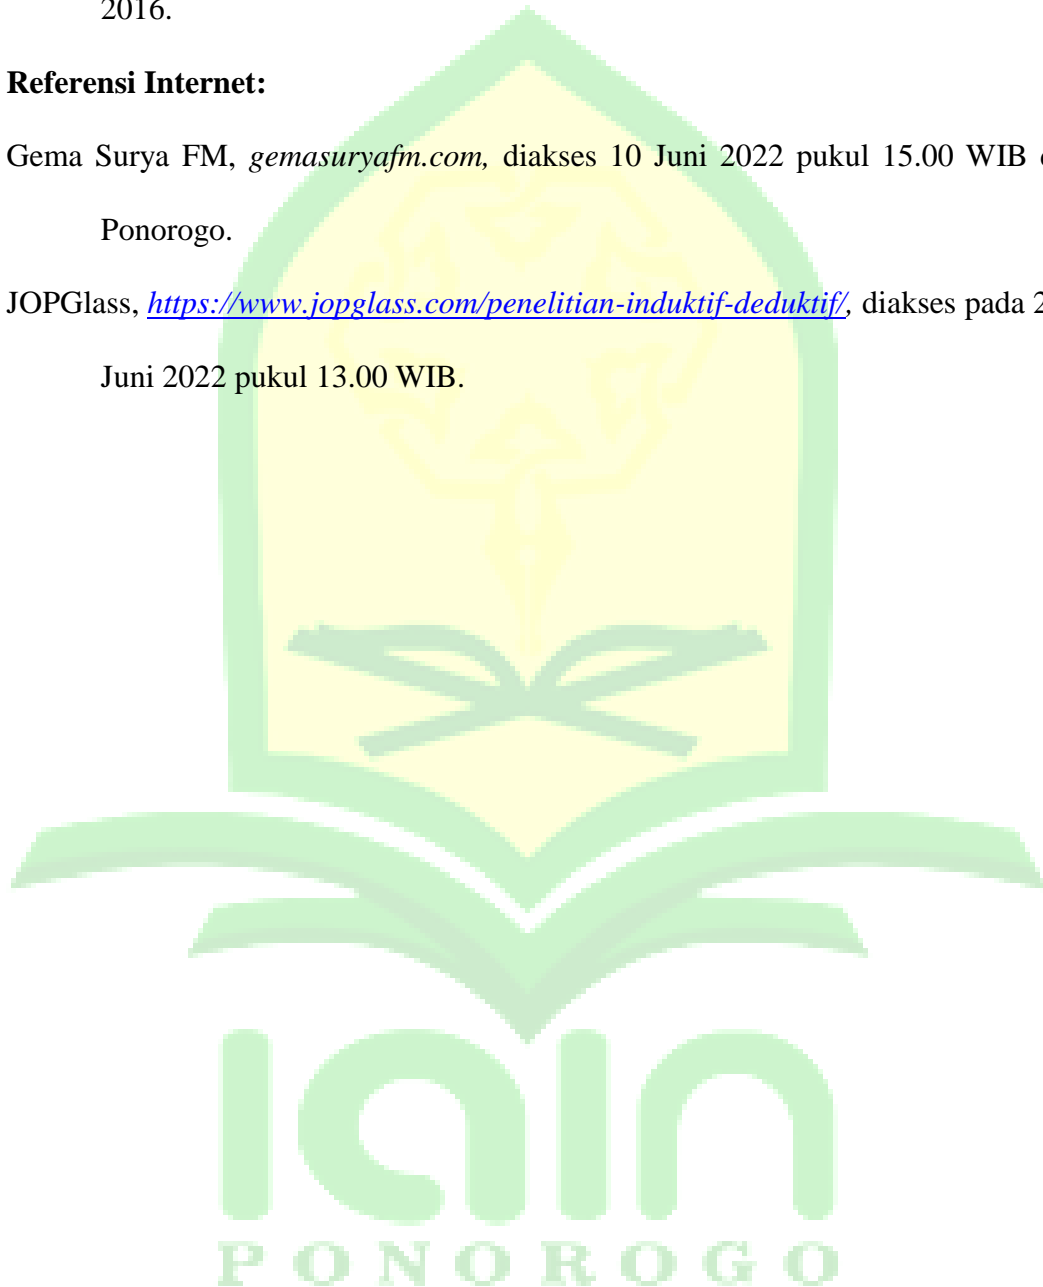 2016.
Referensi Internet:
Gema Surya FM, gemasuryafm.com, diakses 10 Juni 2022 pukul 15.00 WIB
Ponorogo.
JOPGlass, https://www.jopglass.com/penelitian-induktif-deduktif/, diakses pada
Juni 2022 pukul 13.00 WIB.
iain
PONOROGO